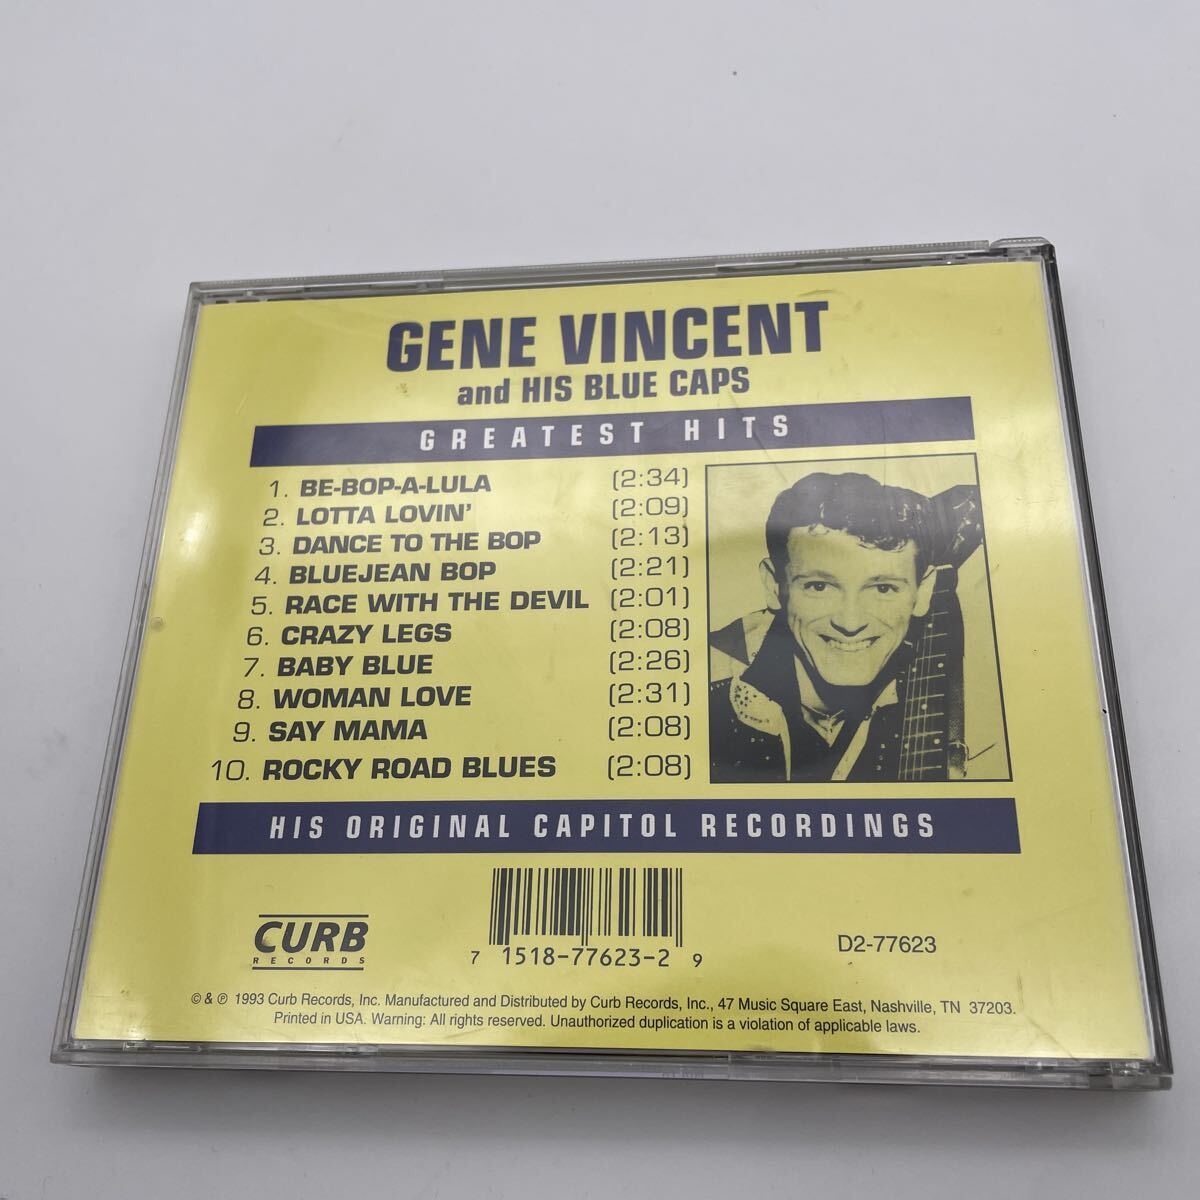 GENE VINCENT
and HIS BLUE CAPS
GREATEST HITS
1. BE-BOP-A-LULA (2:34)
2. LOTTA LOVIN' (2:09)
3. DANCE TO THE BOP (2:13)
4. BLUEJEAN BOP (2:21)
5. RACE WITH THE DEVIL (2:01)
6. CRAZY LEGS (2:08)
7. BABY BLUE (2:26)
8. WOMAN LOVE (2:31)
9. SAY MAMA (2:08)
10. ROCKY ROAD BLUES (2:08)
HIS ORIGINAL CAPITOL RECORDINGS
CURB
RECORDS
7 1518-77623-2 9
D2-77623
© & ℗ 1993 Curb Records, Inc. Manufactured and Distributed by Curb Records, Inc., 47 Music Square East, Nashville, TN 37203.
Printed in USA. Warning: All rights reserved. Unauthorized duplication is a violation of applicable laws.